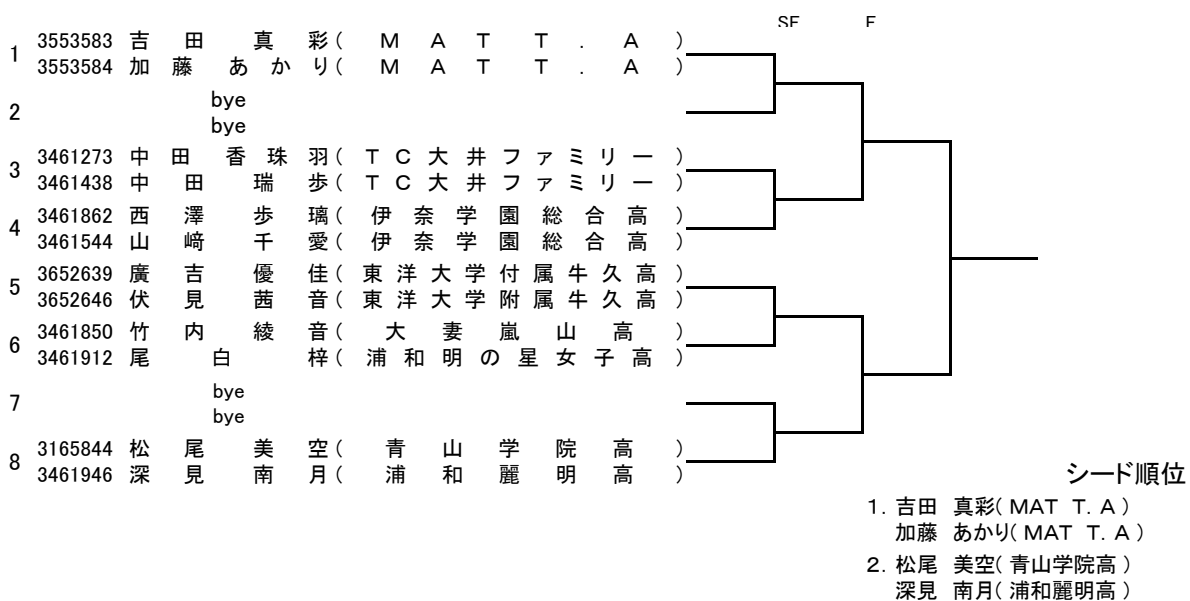 SF F
1 3553583 吉田 真彩(MAT T.A)
3553584 加藤 あかり(MAT T.A)
2 bye
bye
3 3461273 中田 香珠羽(TC大井ファミリー)
3461438 中田 瑞歩(TC大井ファミリー)
4 3461862 西澤 歩璃(伊奈学園総合高)
3461544 山﨑 千愛(伊奈学園総合高)
5 3652639 廣吉 優佳(東洋大学付属牛久高)
3652646 伏見 茜音(東洋大学附属牛久高)
6 3461850 竹内 綾音(大妻嵐山高)
3461912 尾白 梓(浦和明の星女子高)
7 bye
bye
8 3165844 松尾 美空(青山学院高)
3461946 深見 南月(浦和麗明高)
シード順位
1. 吉田 真彩(MAT T.A)
加藤 あかり(MAT T.A)
2. 松尾 美空(青山学院高)
深見 南月(浦和麗明高)